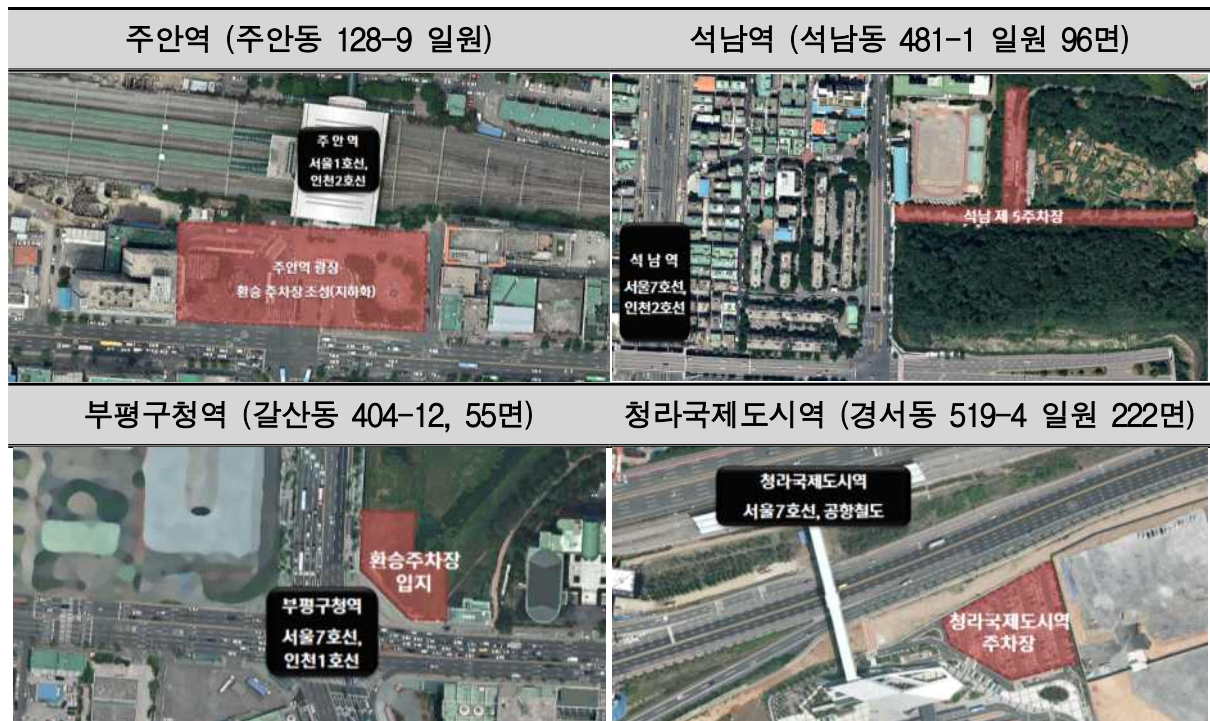 주안역 (주안동 128-9 일원)
석남역 (석남동 481-1 일원 96면)
주 안 역
서울1호선,
인천2호선
주안역 광장
환승 주차장 조성(지하화)
석남 제 5주차장
석 남 역
서울7호선,
인천2호선
부평구청역 (갈산동 404-12, 55면)
청라국제도시역 (경서동 519-4 일원 222면)
환승주차장
입지
부평구청역
서울7호선,
인천1호선
청라국제도시역
서울7호선, 공항철도
청라국제도시역
주차장